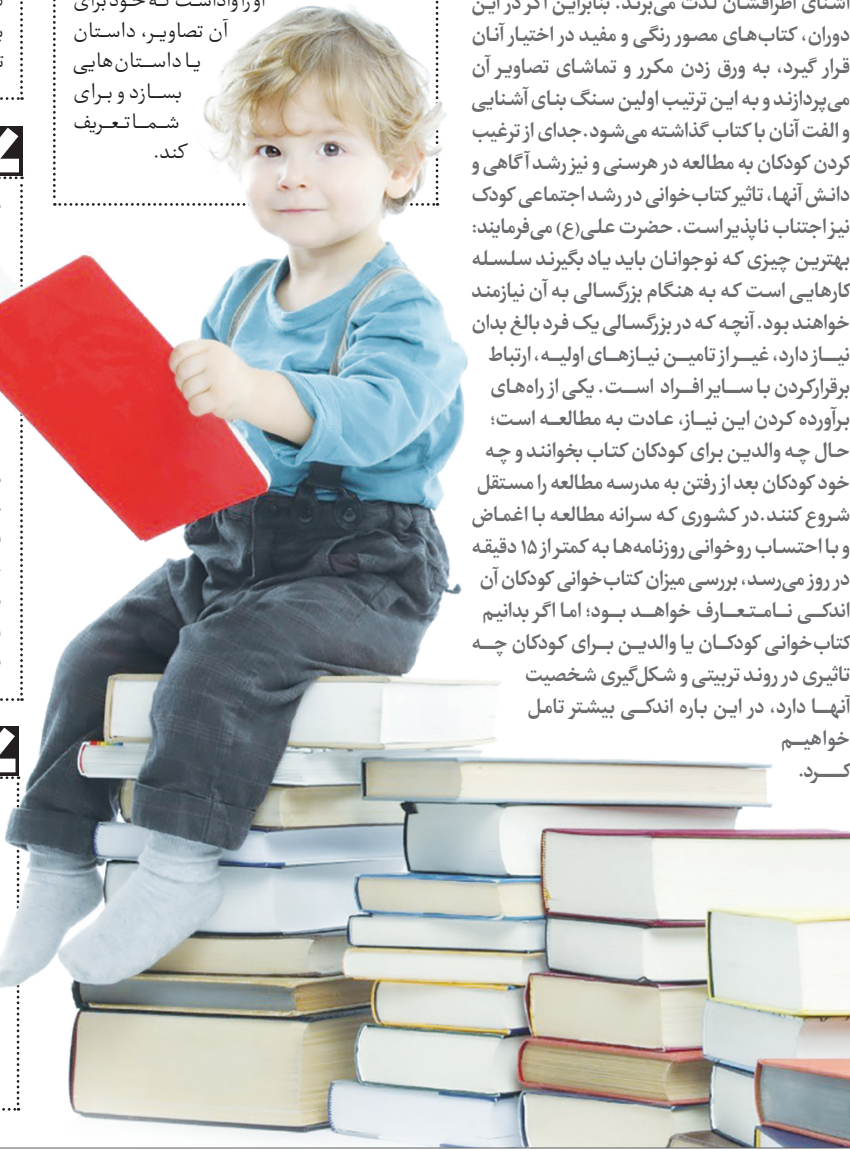 آشنای اطرافشان لذت می‌برند. بنابراین اگر در این
دوران، کتاب‌های مصور رنگی و مفید در اختیار آنان
قرار گیرد، به ورق زدن مکرر و تماشای تصاویر آن
می‌پردازند و به این ترتیب اولین سنگ بنای آشنایی
و الفت آنان با کتاب گذاشته می‌شود.جدای از ترغیب
کردن کودکان به مطالعه در هرسنی و نیز رشد آگاهی و
دانش آنها، تاثیر کتاب‌خوانی در رشد اجتماعی کودک
نیز اجتناب ناپذیر است. حضرت علی(ع) می‌فرمایند:
بهترین چیزی که نوجوانان باید یاد بگیرند سلسله
کارهایی است که به هنگام بزرگسالی به آن نیازمند
خواهند بود. آنچه که در بزرگسالی یک فرد بالغ بدان
نیاز دارد، غیر از تامین نیازهای اولیه، ارتباط
برقرارکردن با سایر افراد است. یکی از راه‌های
برآورده کردن این نیاز، عادت به مطالعه است؛
حال چه والدین برای کودکان کتاب بخوانند و چه
خود کودکان بعد از رفتن به مدرسه مطالعه را مستقل
شروع کنند.در کشوری که سرانه مطالعه با اغماض
و با احتساب روخوانی روزنامه‌ها به کمتر از ۱۵ دقیقه
در روز می‌رسد، بررسی میزان کتاب‌خوانی کودکان آن
اندکی نامتعارف خواهد بود؛ اما اگر بدانیم
کتاب‌خوانی کودکان یا والدین برای کودکان چه
تاثیری در روند تربیتی و شکل‌گیری شخصیت
آنها دارد، در این باره اندکی بیشتر تامل
خواهیم
کرد.
او را واداشت که خود برای
آن تصاویر، داستان
یا داستان‌هایی
بسازد و برای
شما تعریف
کند.